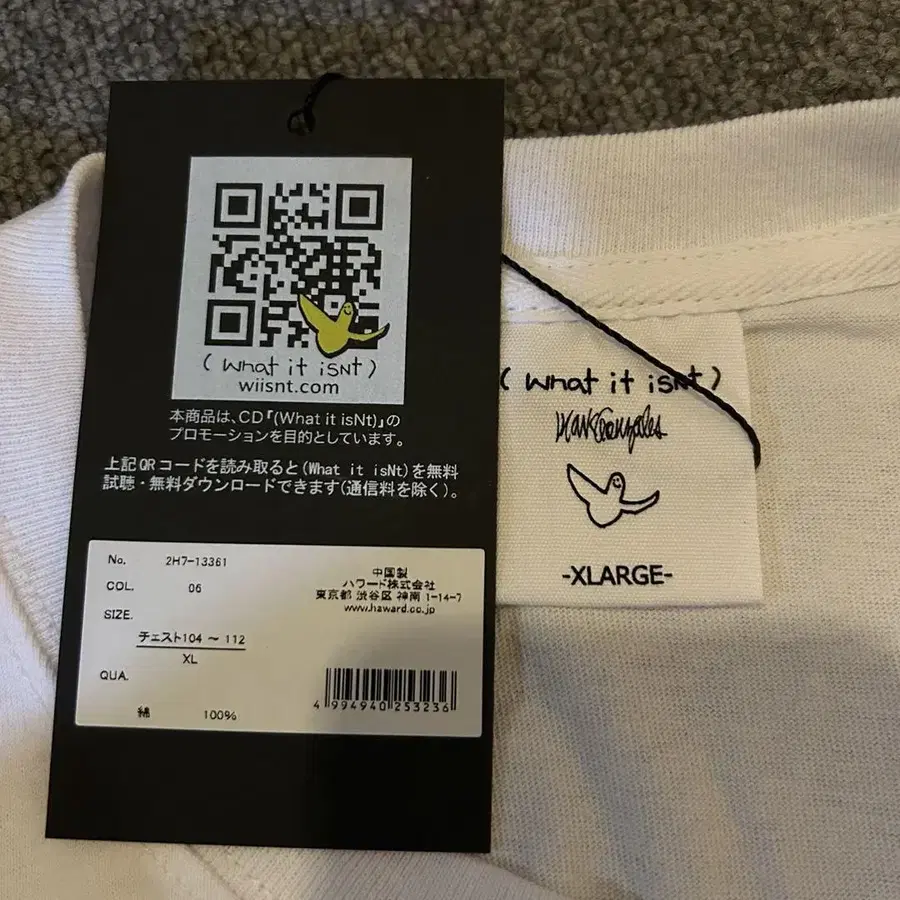 ( What it isNt )
wiisnt.com
本商品は、CD「(What it isNt)」の
プロモーションを目的としています。
上記QRコードを読み取ると(What it isNt)を無料
試聴・無料ダウンロードできます(通信料を除く)。
No. 2H7-13361
COL. 06
SIZE.
チェスト104 ～ 112
XL
QUA.
綿 100%
中国製
ハワード株式会社
東京都 渋谷区 神南 1-14-7
www.haward.co.jp
4 994940 253236
( What it isNt )
Mark Gonzales
-XLARGE-